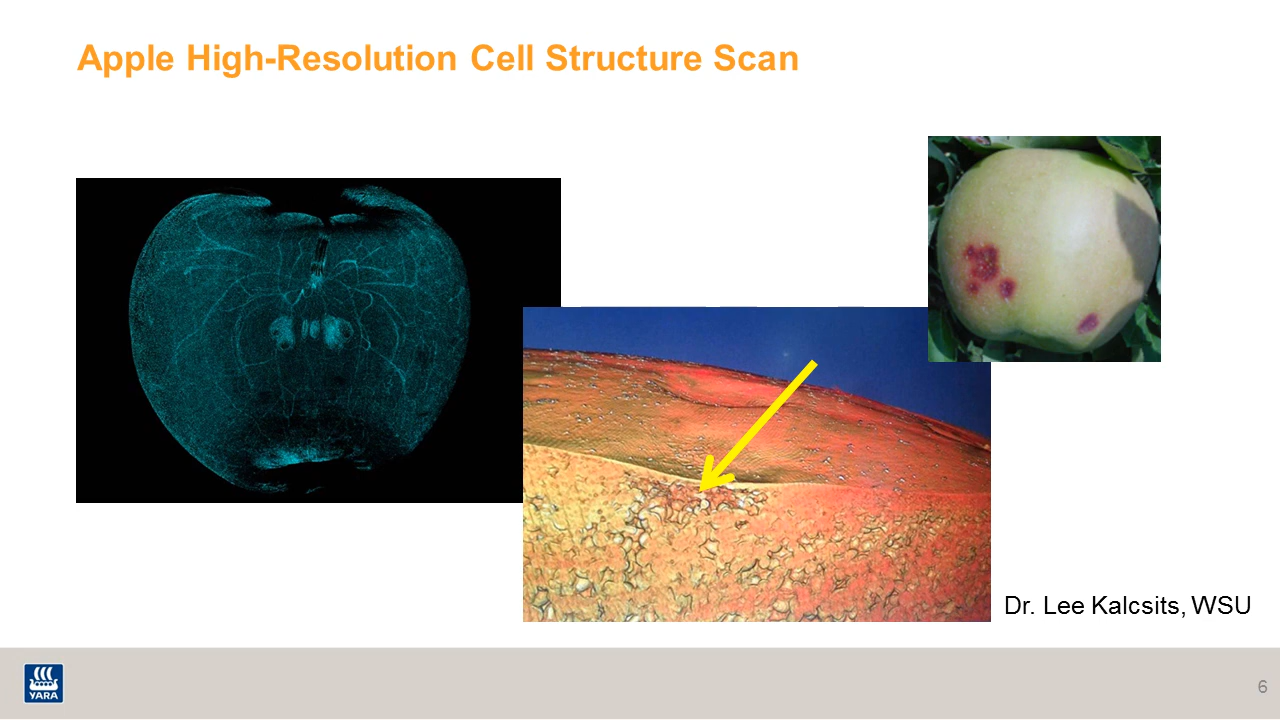 Apple High-Resolution Cell Structure Scan
Dr. Lee Kalcsits, WSU
YARA
6